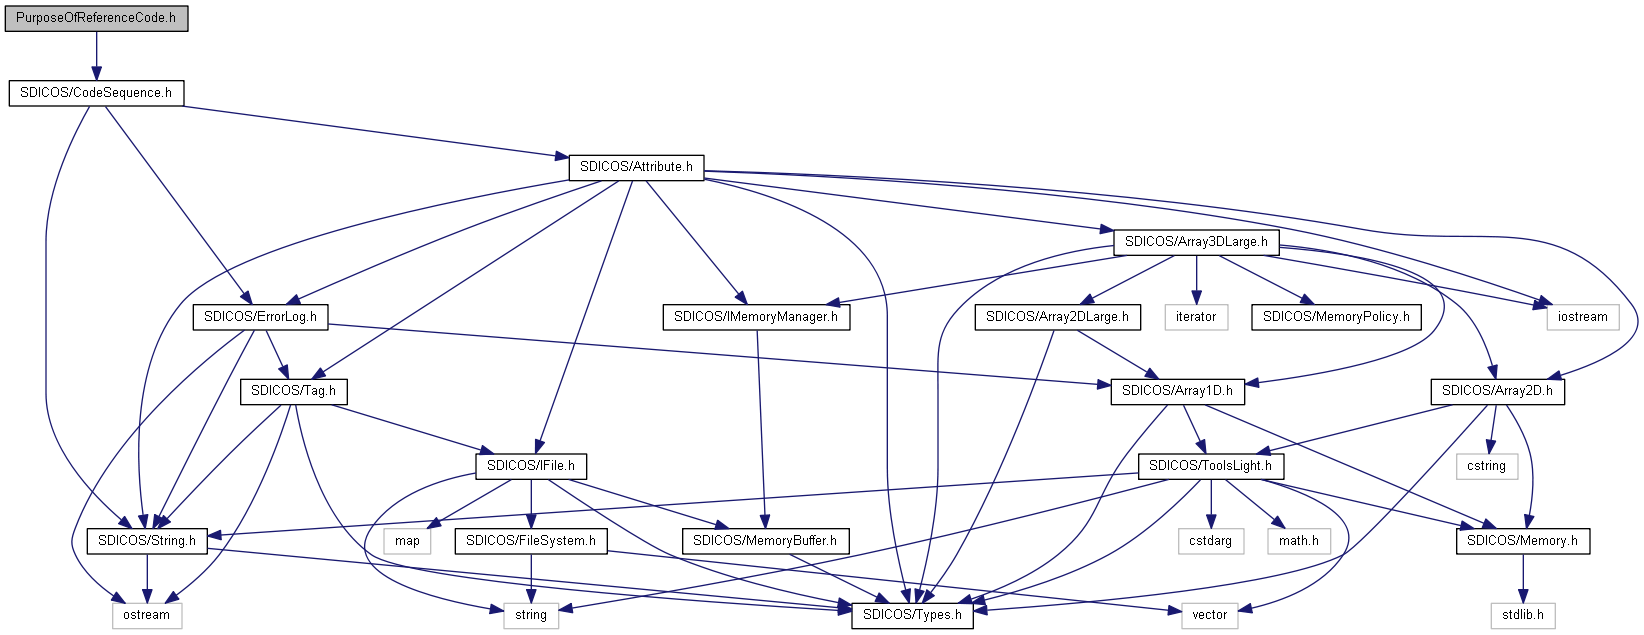 PurposeOfReferenceCode.h
SDICOS/CodeSequence.h
SDICOS/Attribute.h
SDICOS/Array3DLarge.h
SDICOS/ErrorLog.h
SDICOS/IMemoryManager.h
SDICOS/Array2DLarge.h
iterator
SDICOS/MemoryPolicy.h
iostream
SDICOS/Tag.h
SDICOS/Array1D.h
SDICOS/Array2D.h
SDICOS/IFile.h
SDICOS/ToolsLight.h
cstring
SDICOS/String.h
map
SDICOS/FileSystem.h
SDICOS/MemoryBuffer.h
cstdarg
math.h
SDICOS/Memory.h
ostream
string
SDICOS/Types.h
vector
stdlib.h